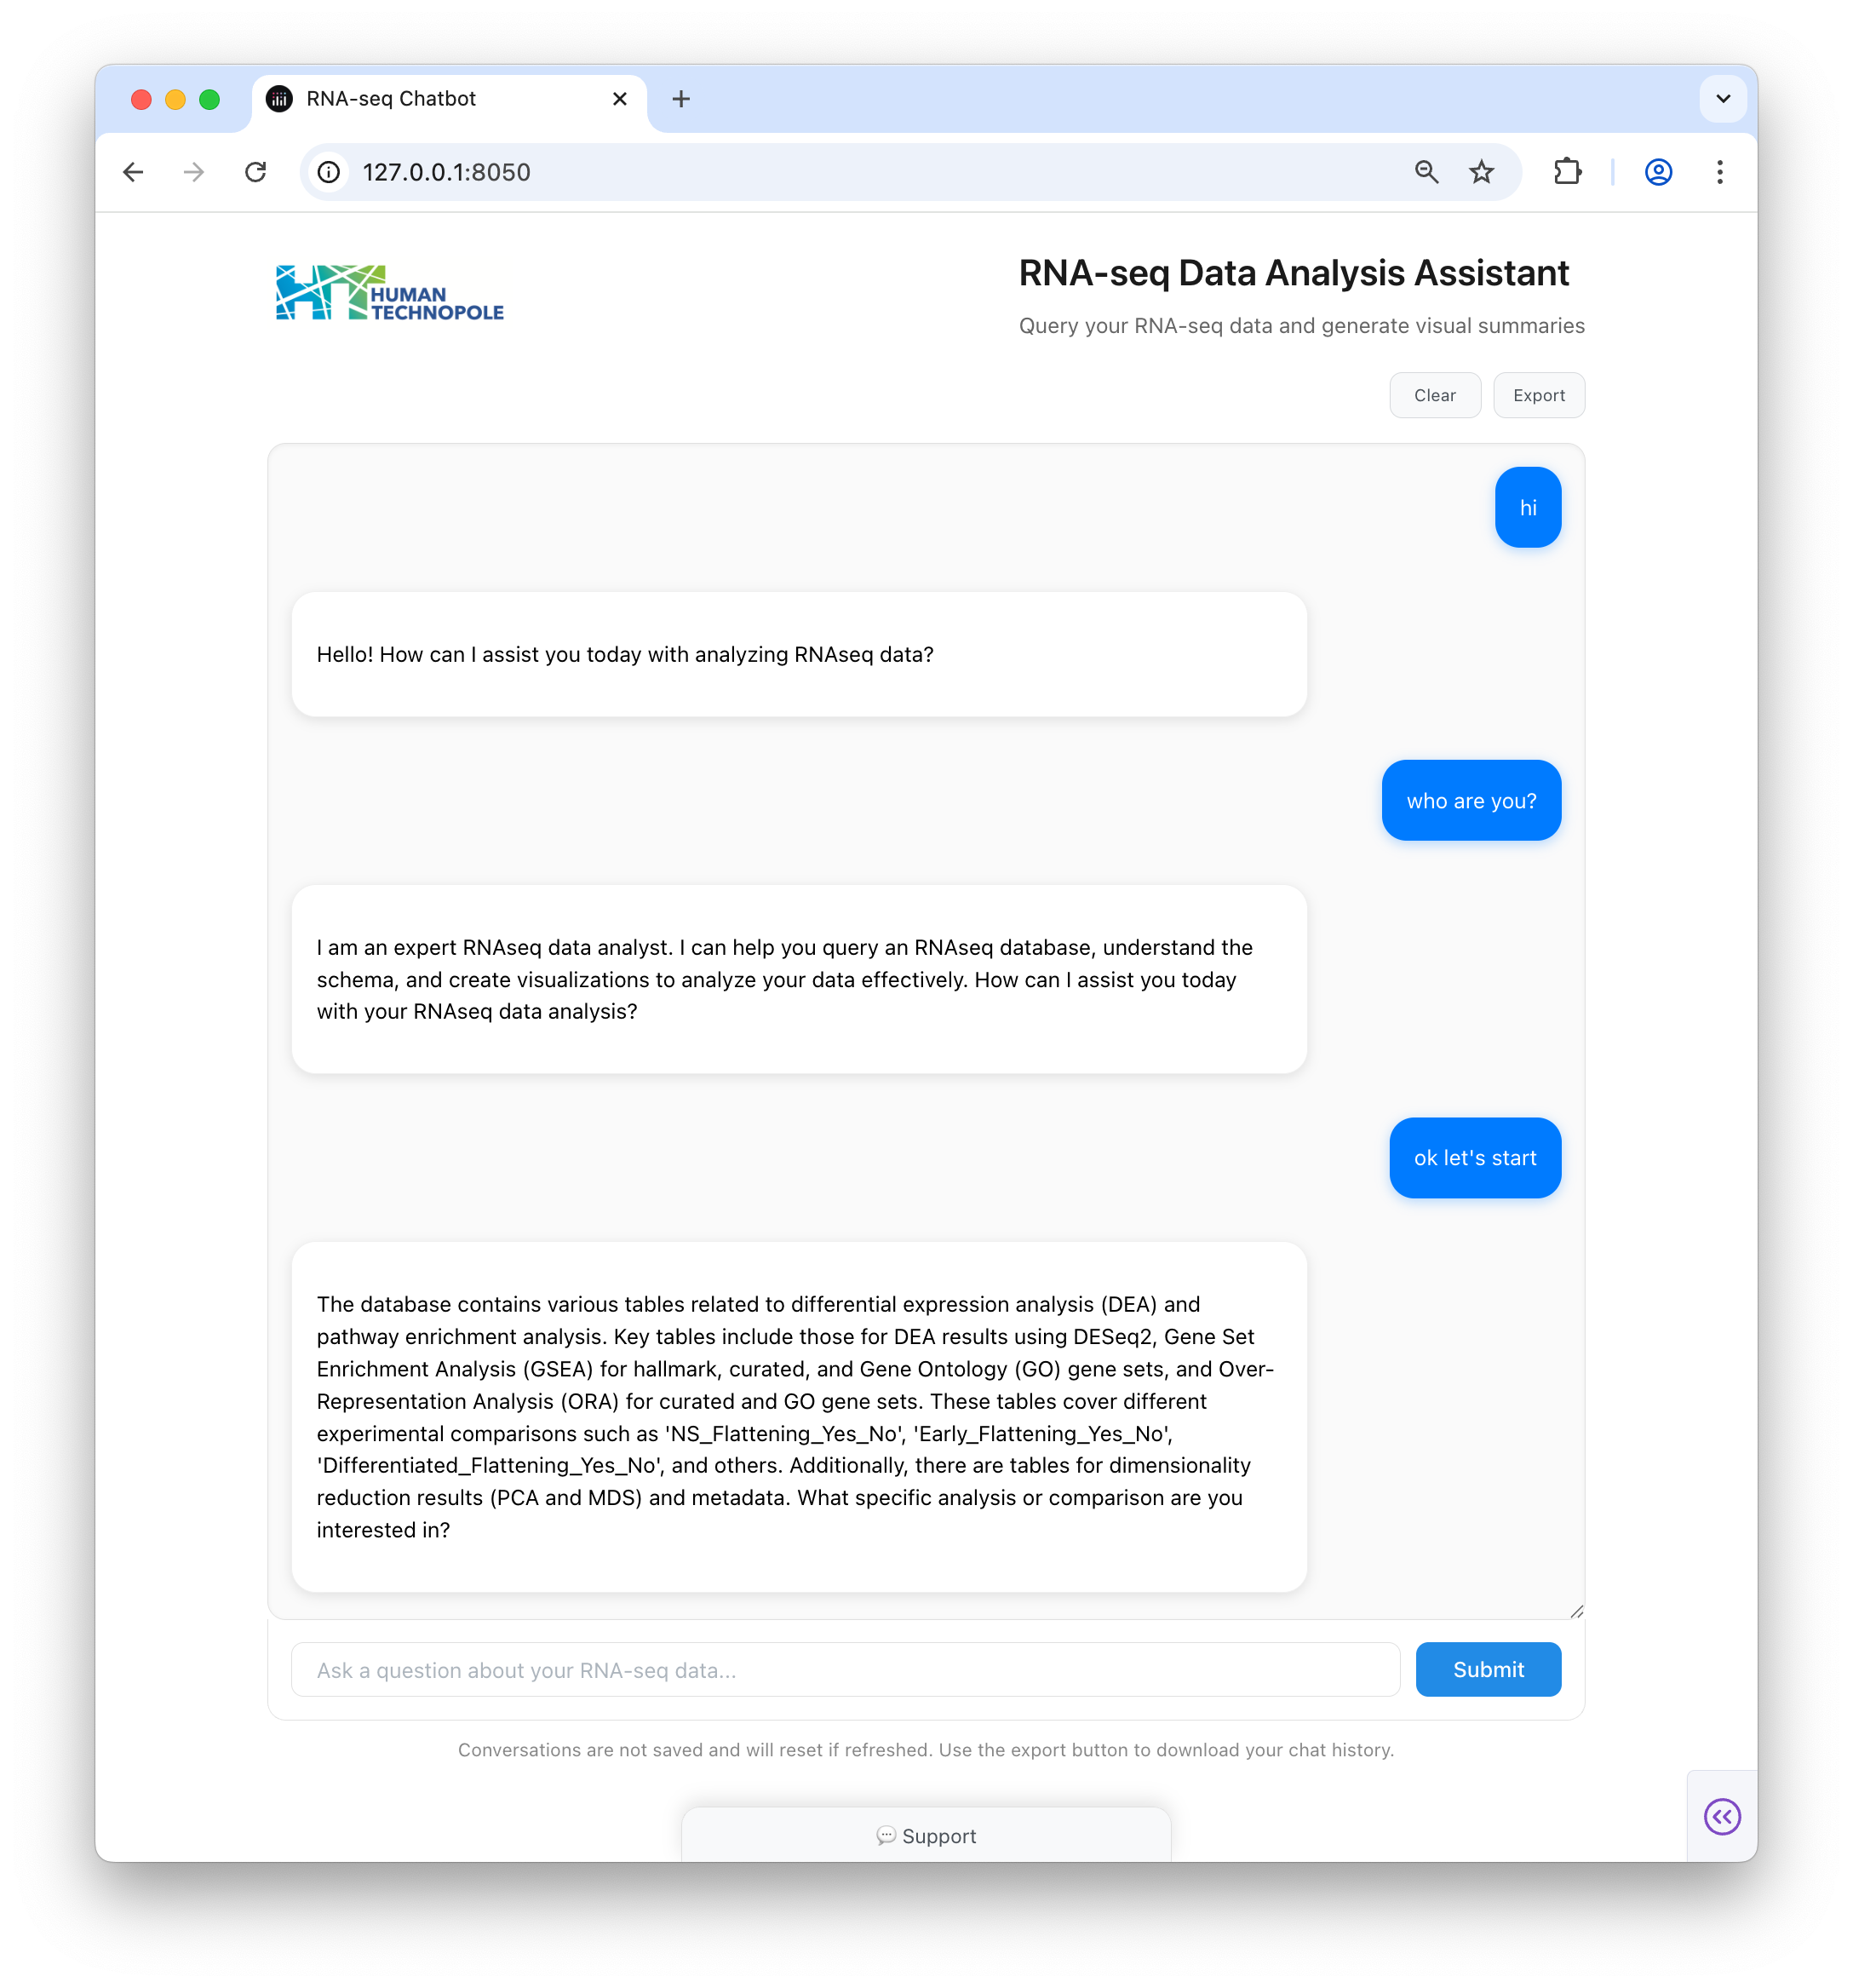 RNA-seq Chatbot
127.0.0.1:8050
HUMAN
TECHNOPOLE
RNA-seq Data Analysis Assistant
Query your RNA-seq data and generate visual summaries
Clear
Export
hi
Hello! How can I assist you today with analyzing RNAseq data?
who are you?
I am an expert RNAseq data analyst. I can help you query an RNAseq database, understand the
schema, and create visualizations to analyze your data effectively. How can I assist you today
with your RNAseq data analysis?
ok let's start
The database contains various tables related to differential expression analysis (DEA) and
pathway enrichment analysis. Key tables include those for DEA results using DESeq2, Gene Set
Enrichment Analysis (GSEA) for hallmark, curated, and Gene Ontology (GO) gene sets, and Over-
Representation Analysis (ORA) for curated and GO gene sets. These tables cover different
experimental comparisons such as 'NS_Flattening_Yes_No', 'Early_Flattening_Yes_No',
'Differentiated_Flattening_Yes_No', and others. Additionally, there are tables for dimensionality
reduction results (PCA and MDS) and metadata. What specific analysis or comparison are you
interested in?
Ask a question about your RNA-seq data...
Submit
Conversations are not saved and will reset if refreshed. Use the export button to download your chat history.
Support